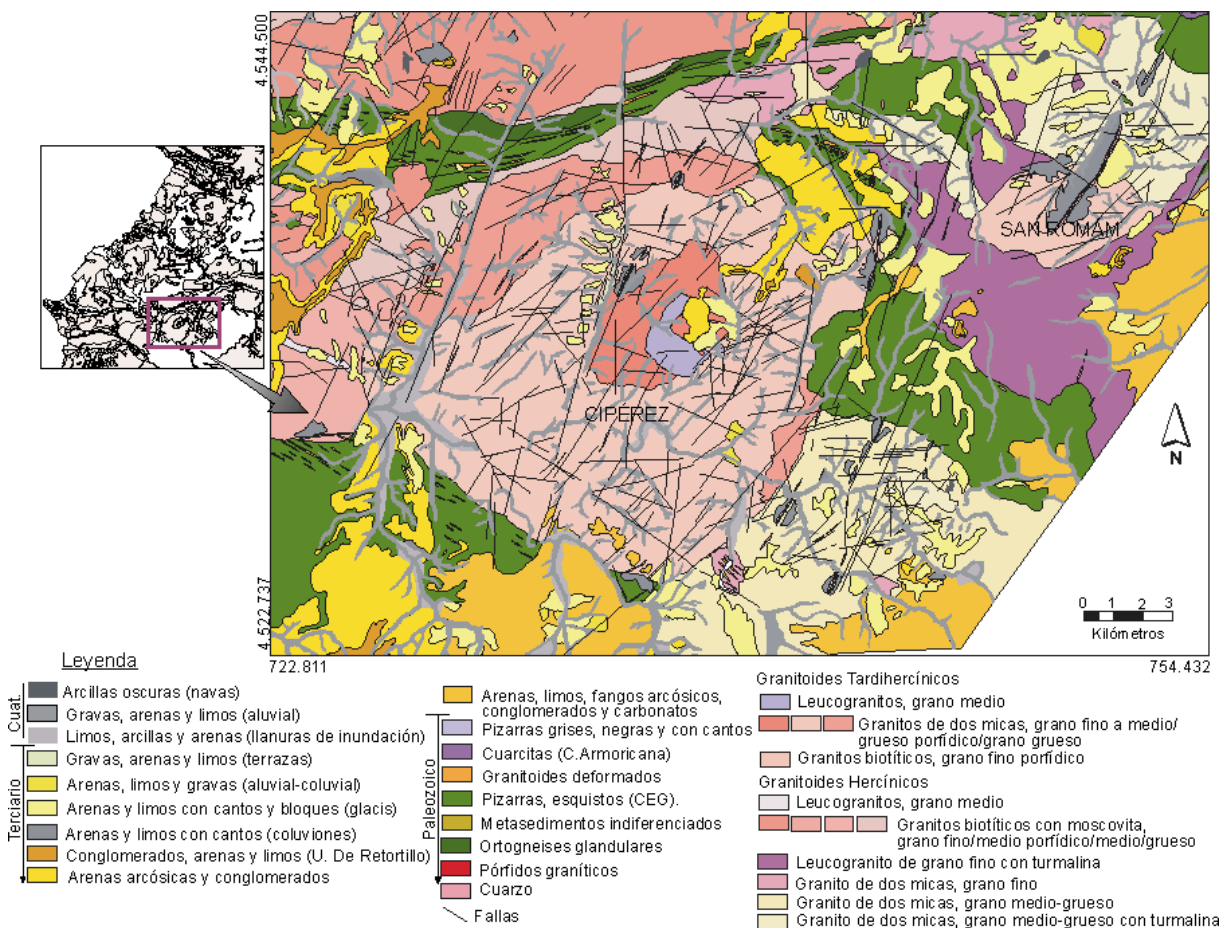 4.544.500
SAN ROMAM
CIPEREZ
N
4.522.737
0 1 2 3
Kilómetros
722.811
754.432
Leyenda
Cuat.
Arcillas oscuras (navas)
Gravas, arenas y limos (aluvial)
Limos, arcillas y arenas (llanuras de inundación)
Terciario
Gravas, arenas y limos (terrazas)
Arenas, limos y gravas (aluvial-coluvial)
Arenas y limos con cantos y bloques (glacis)
Arenas y limos con cantos (coluviones)
Conglomerados, arenas y limos (U. De Retortillo)
Arenas arcósicas y conglomerados
Arenas, limos, fangos arcósicos,
conglomerados y carbonatos
Paleozoico
Pizarras grises, negras y con cantos
Cuarcitas (C.Armoricana)
Granitoides deformados
Pizarras, esquistos (CEG).
Metasedimentos indiferenciados
Ortogneises glandulares
Pórfidos graníticos
Cuarzo
Fallas
Granitoides Tardihercínicos
Leucogranitos, grano medio
Granitos de dos micas, grano fino a medio/
grueso porfídico/grano grueso
Granitos biotíticos, grano fino porfídico
Granitoides Hercínicos
Leucogranitos, grano medio
Granitos biotíticos con moscovita,
grano fino/medio porfídico/medio/grueso
Leucogranito de grano fino con turmalina
Granito de dos micas, grano fino
Granito de dos micas, grano medio-grueso
Granito de dos micas, grano medio-grueso con turmalina